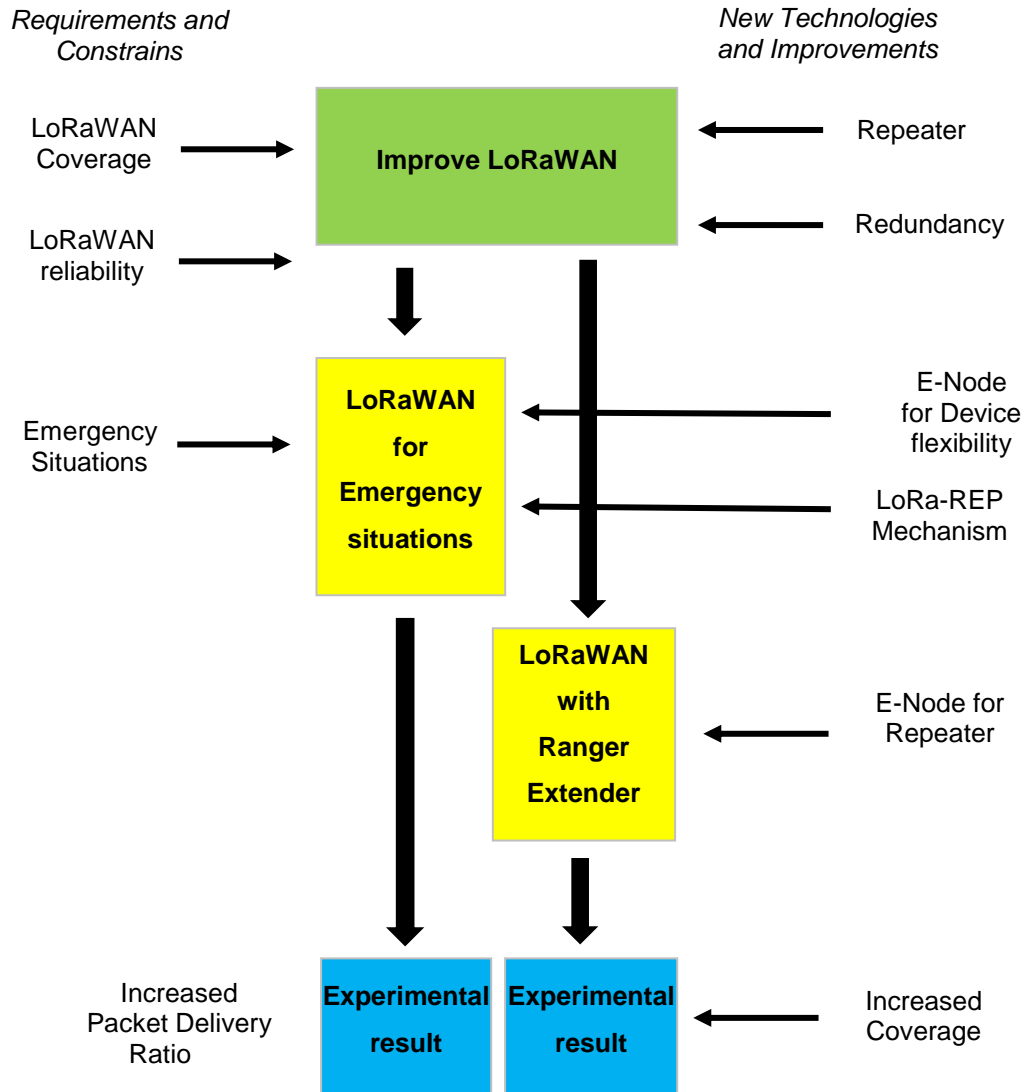 Requirements and
Constrains
New Technologies
and Improvements
LoRaWAN
Coverage
Improve LoRaWAN
Repeater
LoRaWAN
reliability
Redundancy
LoRaWAN
for
Emergency
situations
Emergency
Situations
E-Node
for Device
flexibility
LoRa-REP
Mechanism
LoRaWAN
with
Ranger
Extender
E-Node for
Repeater
Increased
Packet Delivery
Ratio
Experimental
result
Experimental
result
Increased
Coverage